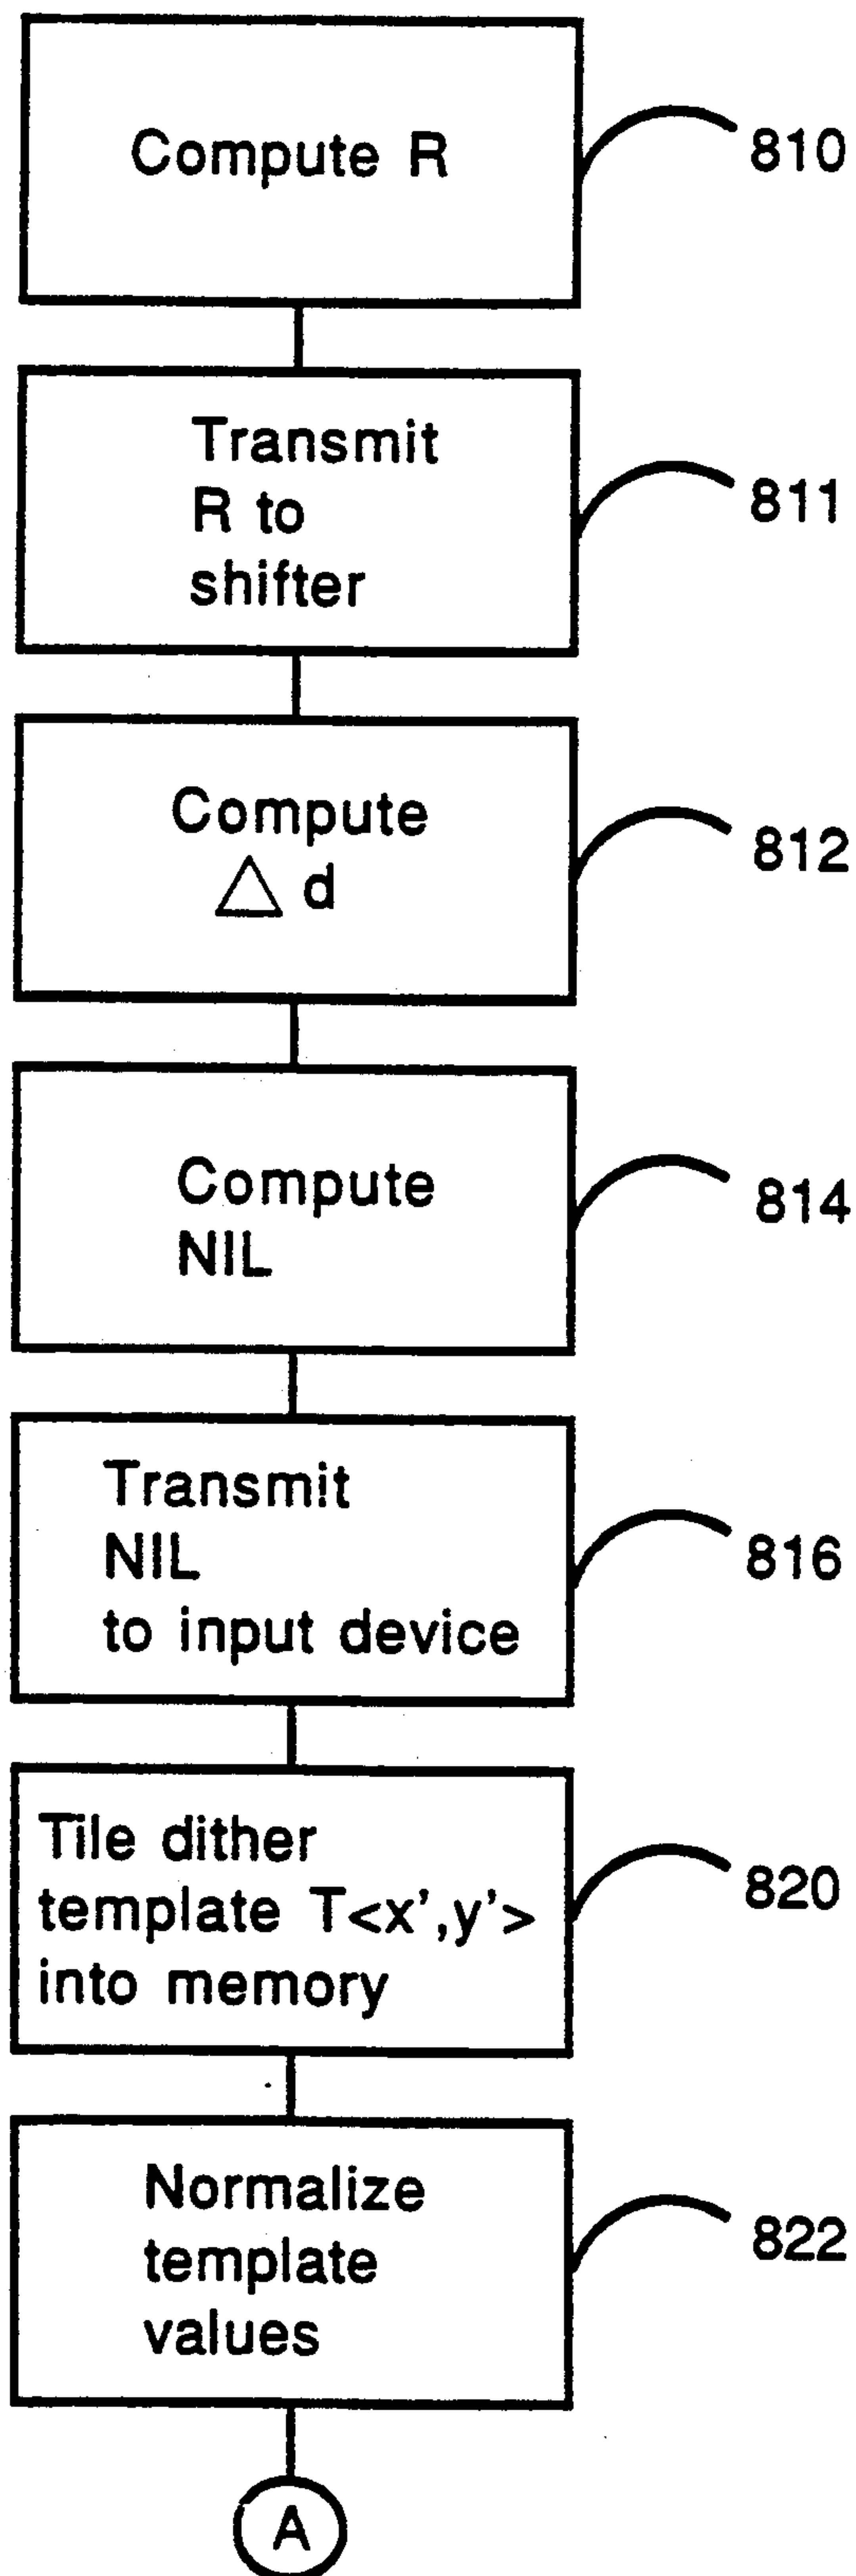 Compute R
810
Transmit
R to
shifter
811
Compute
△ d
812
Compute
NIL
814
Transmit
NIL
to input device
816
Tile dither
template T<x',y'>
into memory
820
Normalize
template
values
822
A